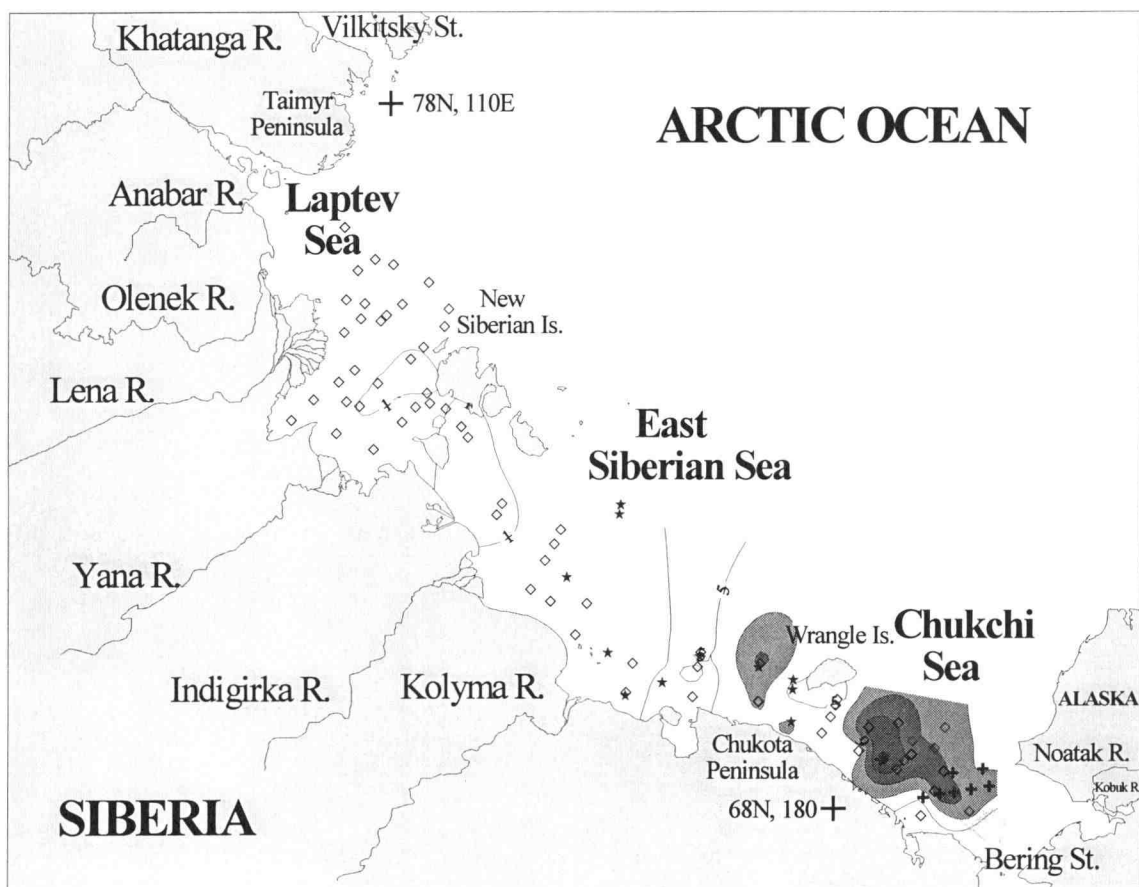 Khatanga R.
Vilkitsky St.
Taimyr
Peninsula
78N, 110E
ARCTIC OCEAN
Anabar R.
Laptev
Sea
Olenek R.
New
Siberian Is.
Lena R.
East
Siberian Sea
Yana R.
Wrangle Is.
Chukchi
Sea
Indigirka R.
Kolyma R.
ALASKA
Chukota
Peninsula
Noatak R.
Kobuk R
68N, 180
SIBERIA
Bering St.